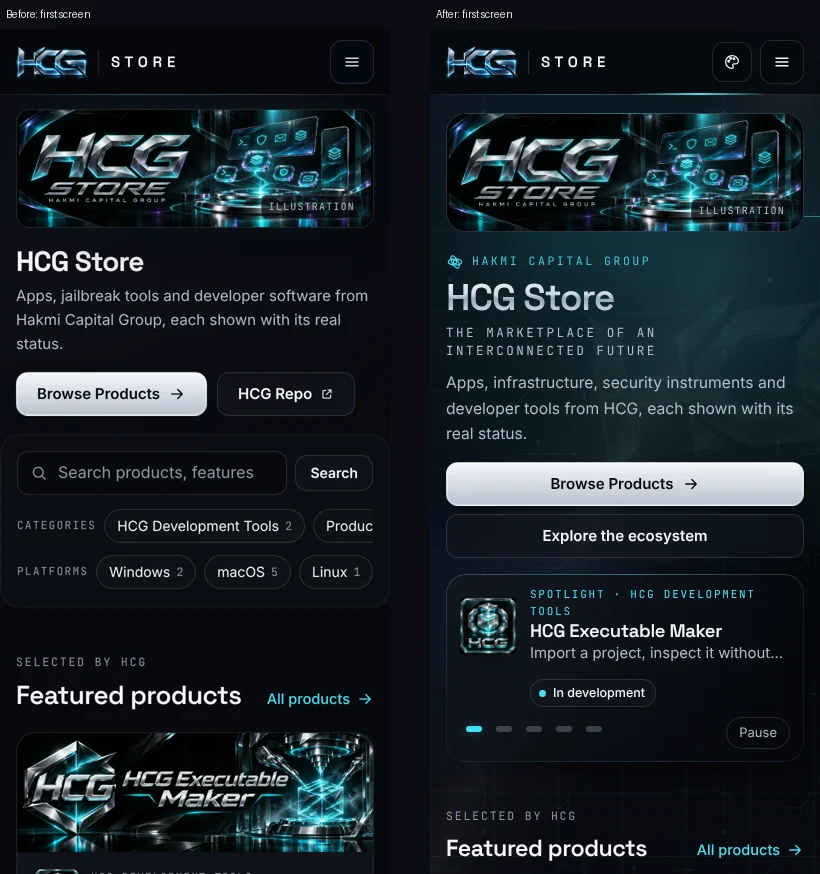 Before: firstscreen
HCG STORE
HCG
STORE
HAKMI CAPITAL GROUP
ILLUSTRATION
HCG Store
Apps, jailbreak tools and developer software from
Hakmi Capital Group, each shown with its real
status.
Browse Products →
HCG Repo
Search products, features
Search
CATEGORIES HCG Development Tools 2 Produc
PLATFORMS Windows 2 macOS 5 Linux 1
SELECTED BY HCG
Featured products All products →
HCG HCG Executable
Maker
After: firstscreen
HCG STORE
HCG
STORE
HAKMI CAPITAL GROUP
ILLUSTRATION
HAKMI CAPITAL GROUP
HCG Store
THE MARKETPLACE OF AN
INTERCONNECTED FUTURE
Apps, infrastructure, security instruments and
developer tools from HCG, each shown with its
real status.
Browse Products →
Explore the ecosystem
SPOTLIGHT · HCG DEVELOPMENT
TOOLS
HCG
HCG Executable Maker
Import a project, inspect it without...
In development
Pause
SELECTED BY HCG
Featured products All products →